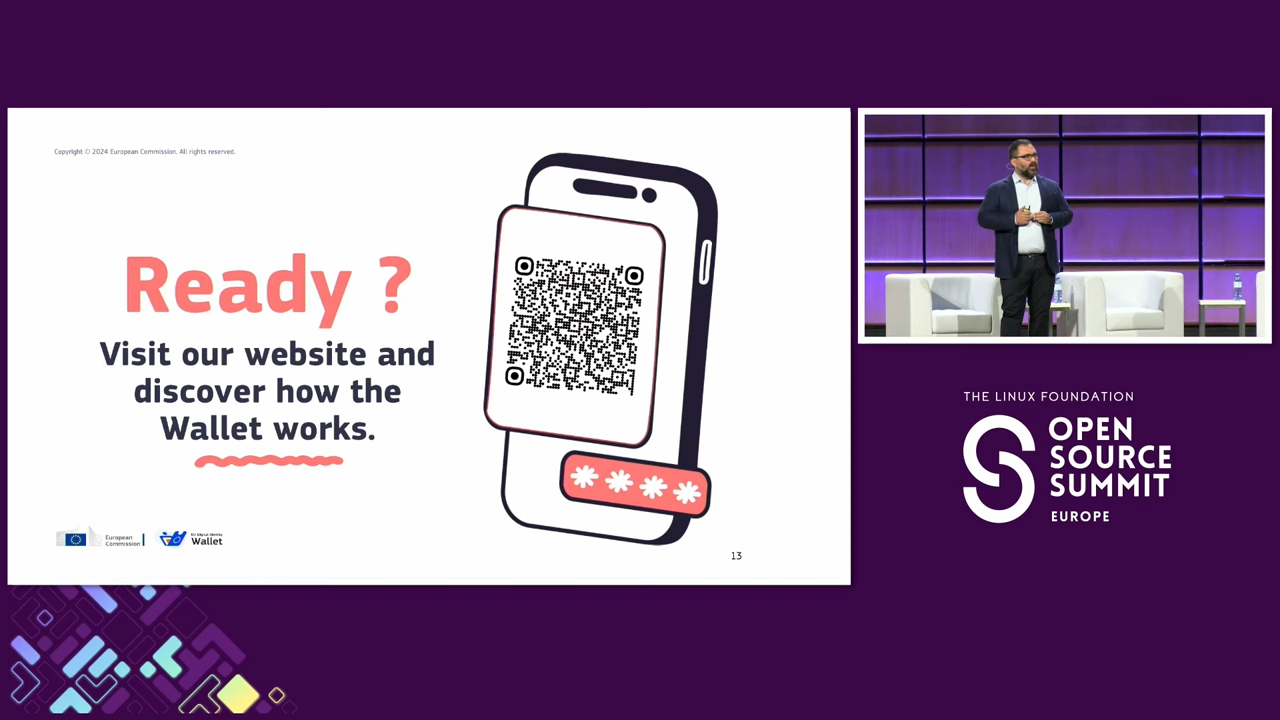 Copyright © 2024 European Commission. All rights reserved.
Ready ?
Visit our website and
discover how the
Wallet works.
European
Commission
EU Digital Identity
Wallet
13
THE LINUX FOUNDATION
OPEN
SOURCE
SUMMIT
EUROPE